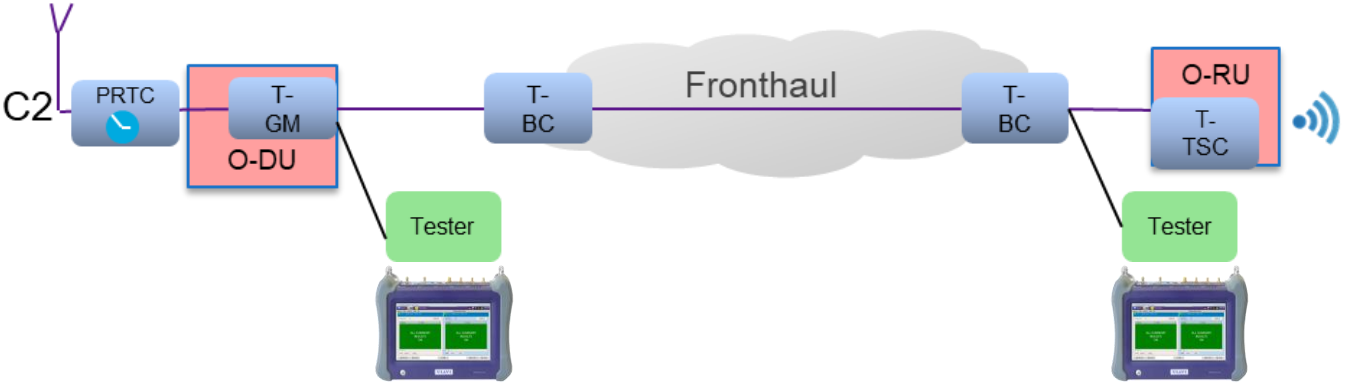 C2
PRTC
T-
GM
O-DU
T-
BC
Fronthaul
T-
BC
O-RU
T-
TSC
Tester
Tester